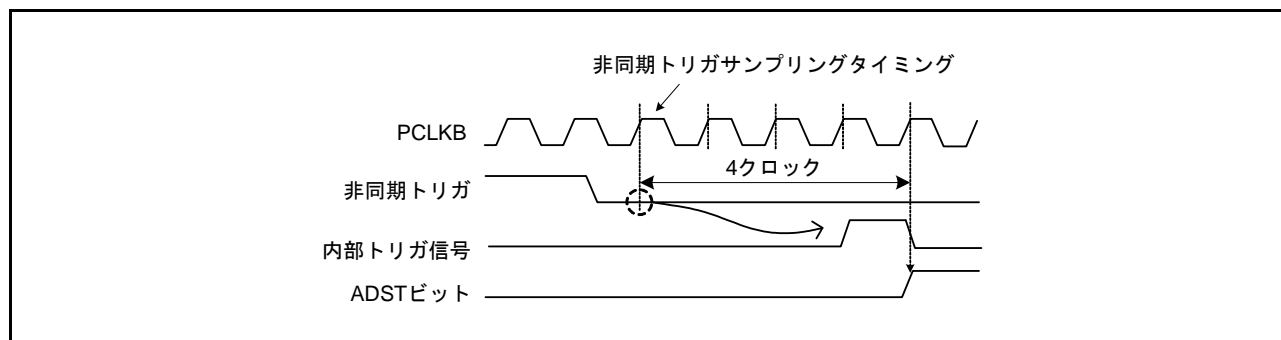 非同期トリガサンプリングタイミング
PCLKB
4クロック
非同期トリガ
内部トリガ信号
ADSTビット